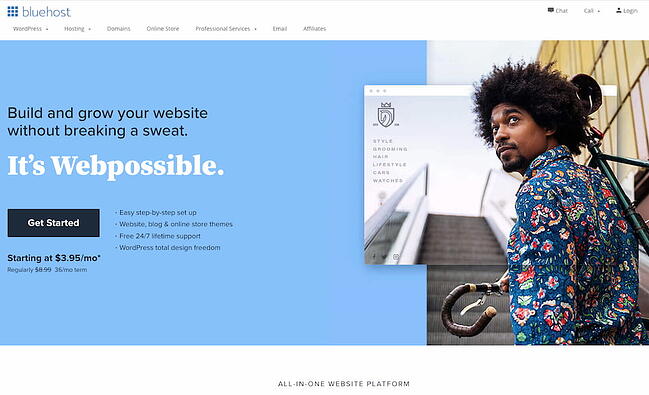 bluehost
Chat
Call
Login
WordPress
Hosting
Domains
Online Store
Professional Services
Email
Affiliates
Build and grow your website
without breaking a sweat.
It's Webpossible.
Get Started
· Easy step-by-step set up
· Website, blog & online store themes
· Free 24/7 lifetime support
· WordPress total design freedom
Starting at $3.95/mo*
Regularly $8.99 36/mo term
STYLE
GROOMING
HAIR
LIFESTYLE
CARS
WATCHES
ALL-IN-ONE WEBSITE PLATFORM